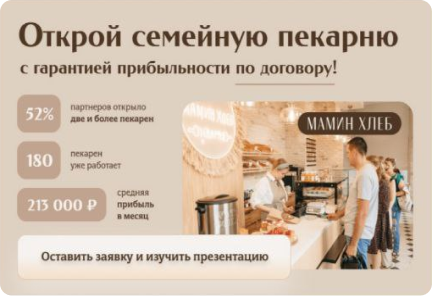 Открой семейную пекарню
с гарантией прибыльности по договору!
52%
партнеров открыло
две и более пекарен
МАМИН ХЛЕБ
180
пекарен
уже работает
213 000 ₽
средняя
прибыль
в месяц
Оставить заявку и изучить презентацию